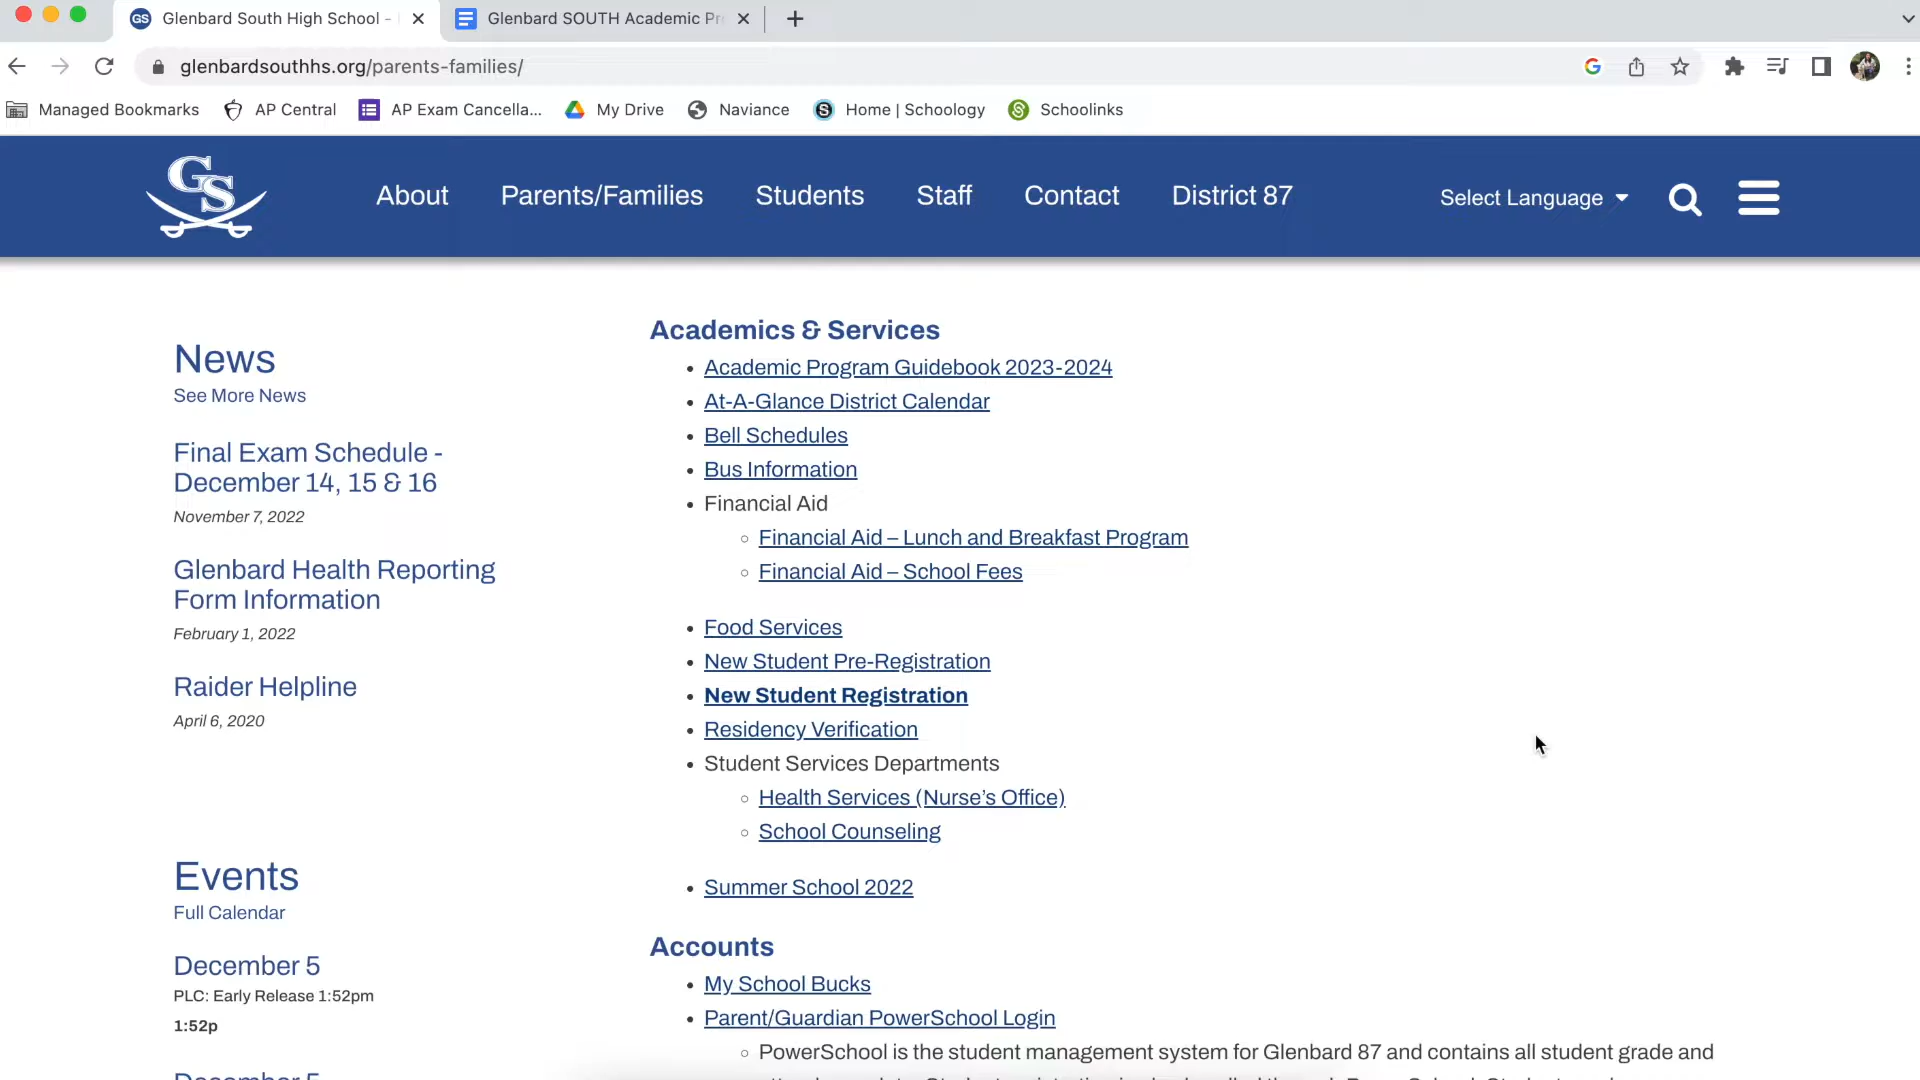 Glenbard South High School -
Glenbard SOUTH Academic Pr
glenbardsouthhs.org/parents-families/
Managed Bookmarks AP Central AP Exam Cancella... My Drive Naviance Home | Schoology Schoolinks
GS
About Parents/Families Students Staff Contact District 87 Select Language
News
See More News
Final Exam Schedule -
December 14, 15 & 16
November 7, 2022
Glenbard Health Reporting
Form Information
February 1, 2022
Raider Helpline
April 6, 2020
Events
Full Calendar
December 5
PLC: Early Release 1:52pm
1:52p
December 5
Academics & Services
Academic Program Guidebook 2023-2024
At-A-Glance District Calendar
Bell Schedules
Bus Information
Financial Aid
Financial Aid – Lunch and Breakfast Program
Financial Aid – School Fees
Food Services
New Student Pre-Registration
New Student Registration
Residency Verification
Student Services Departments
Health Services (Nurse’s Office)
School Counseling
Summer School 2022
Accounts
My School Bucks
Parent/Guardian PowerSchool Login
PowerSchool is the student management system for Glenbard 87 and contains all student grade and